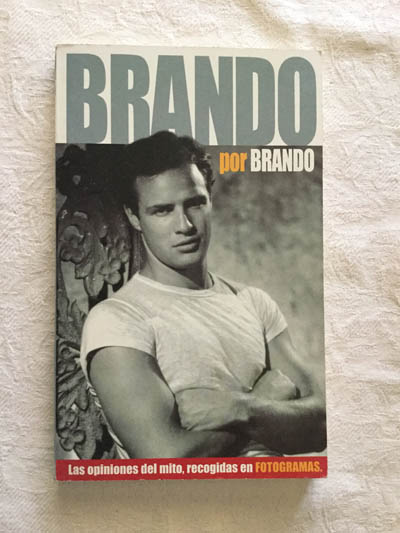 BRANDO
por BRANDO
Las opiniones del mito, recogidas en FOTOGRAMAS.